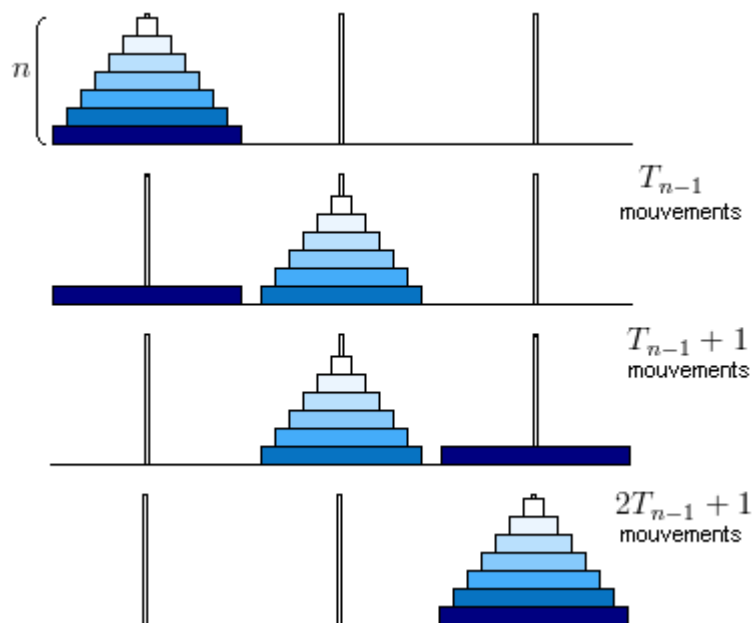 n
T_{n-1}
mouvements
T_{n-1} + 1
mouvements
2T_{n-1} + 1
mouvements